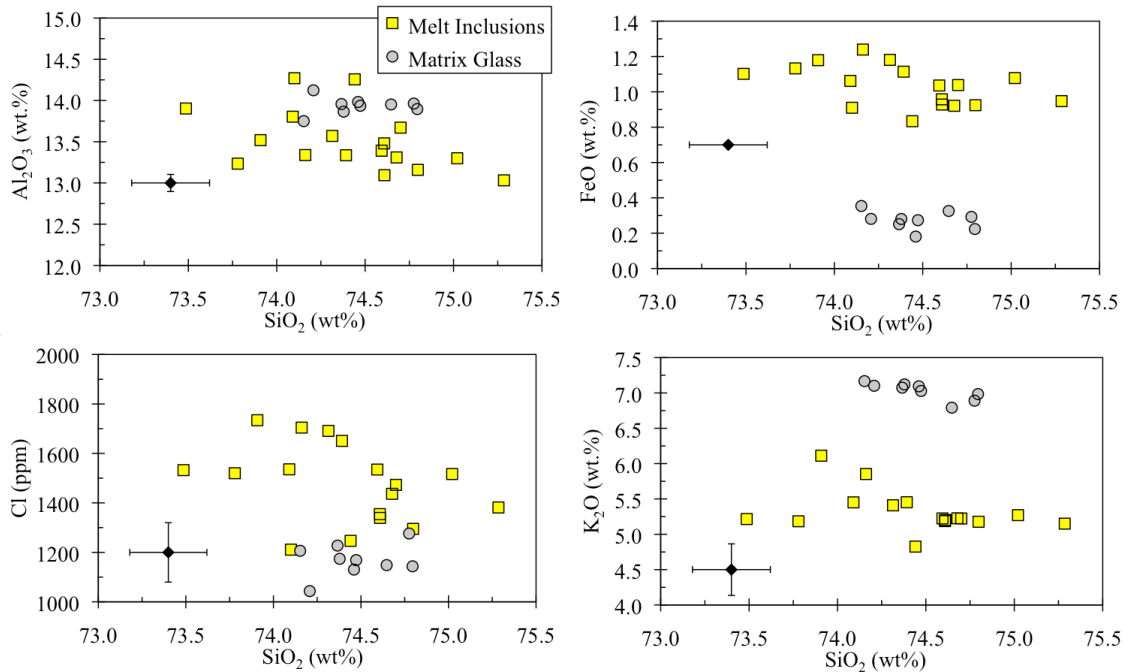 15.0
14.5
14.0
13.5
13.0
12.5
12.0
Al₂O₃ (wt.%)
73.0 73.5 74.0 74.5 75.0 75.5
SiO₂ (wt%)
Melt Inclusions
Matrix Glass
1.4
1.2
1.0
0.8
0.6
0.4
0.2
0.0
FeO (wt.%)
73.0 73.5 74.0 74.5 75.0 75.5
SiO₂ (wt%)
2000
1800
1600
1400
1200
1000
Cl (ppm)
73.0 73.5 74.0 74.5 75.0 75.5
SiO₂ (wt%)
7.5
7.0
6.5
6.0
5.5
5.0
4.5
4.0
K₂O (wt.%)
73.0 73.5 74.0 74.5 75.0 75.5
SiO₂ (wt%)